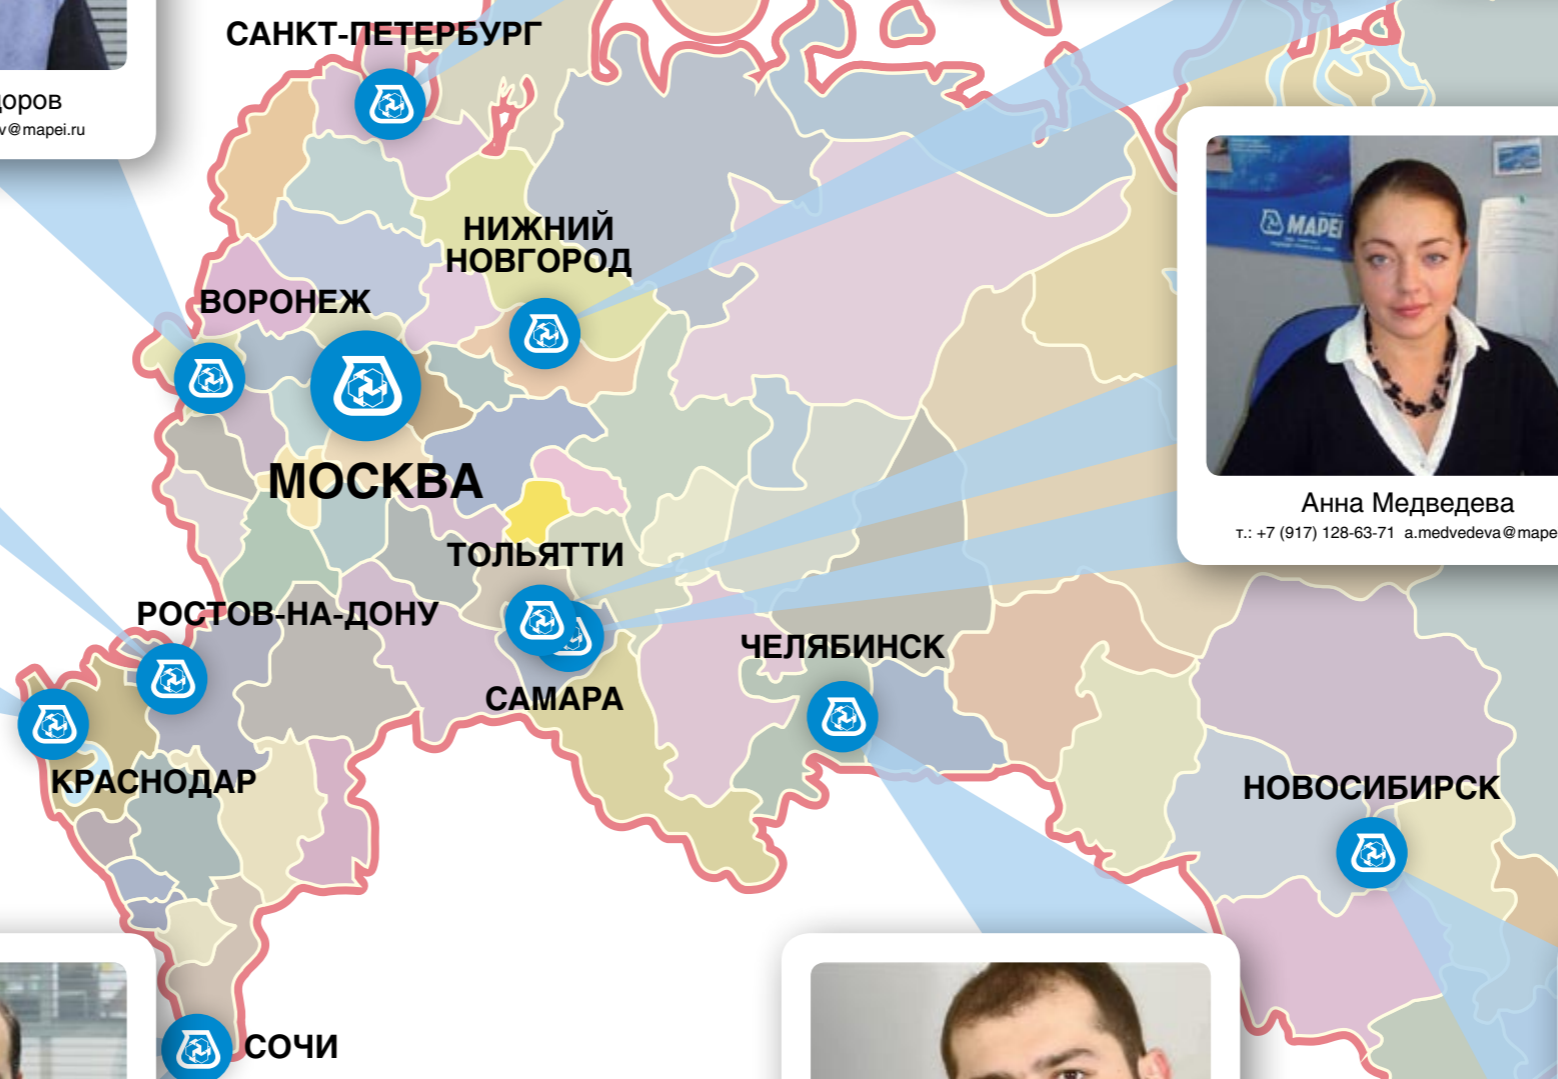 САНКТ-ПЕТЕРБУРГ
доров
v@mapei.ru
НИЖНИЙ
НОВГОРОД
ВОРОНЕЖ
МОСКВА
MAPEI
Анна Медведева
т.: +7 (917) 128-63-71 a.medvedeva@mape
ТОЛЬЯТТИ
РОСТОВ-НА-ДОНУ
ЧЕЛЯБИНСК
САМАРА
КРАСНОДАР
НОВОСИБИРСК
СОЧИ